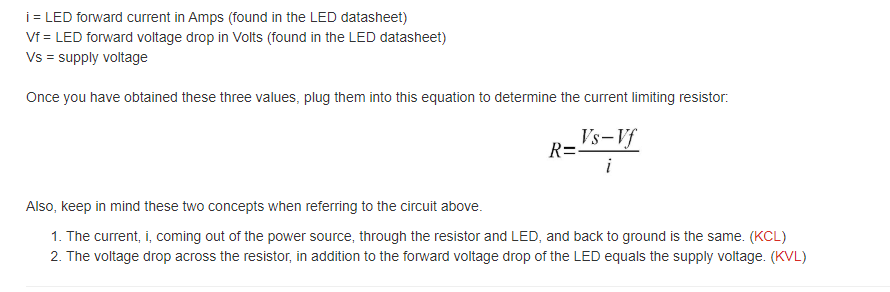 i = LED forward current in Amps (found in the LED datasheet)
Vf = LED forward voltage drop in Volts (found in the LED datasheet)
Vs = supply voltage
Once you have obtained these three values, plug them into this equation to determine the current limiting resistor:
R=\frac{Vs-Vf}{i}
Also, keep in mind these two concepts when referring to the circuit above.
1. The current, i, coming out of the power source, through the resistor and LED, and back to ground is the same. (KCL)
2. The voltage drop across the resistor, in addition to the forward voltage drop of the LED equals the supply voltage. (KVL)